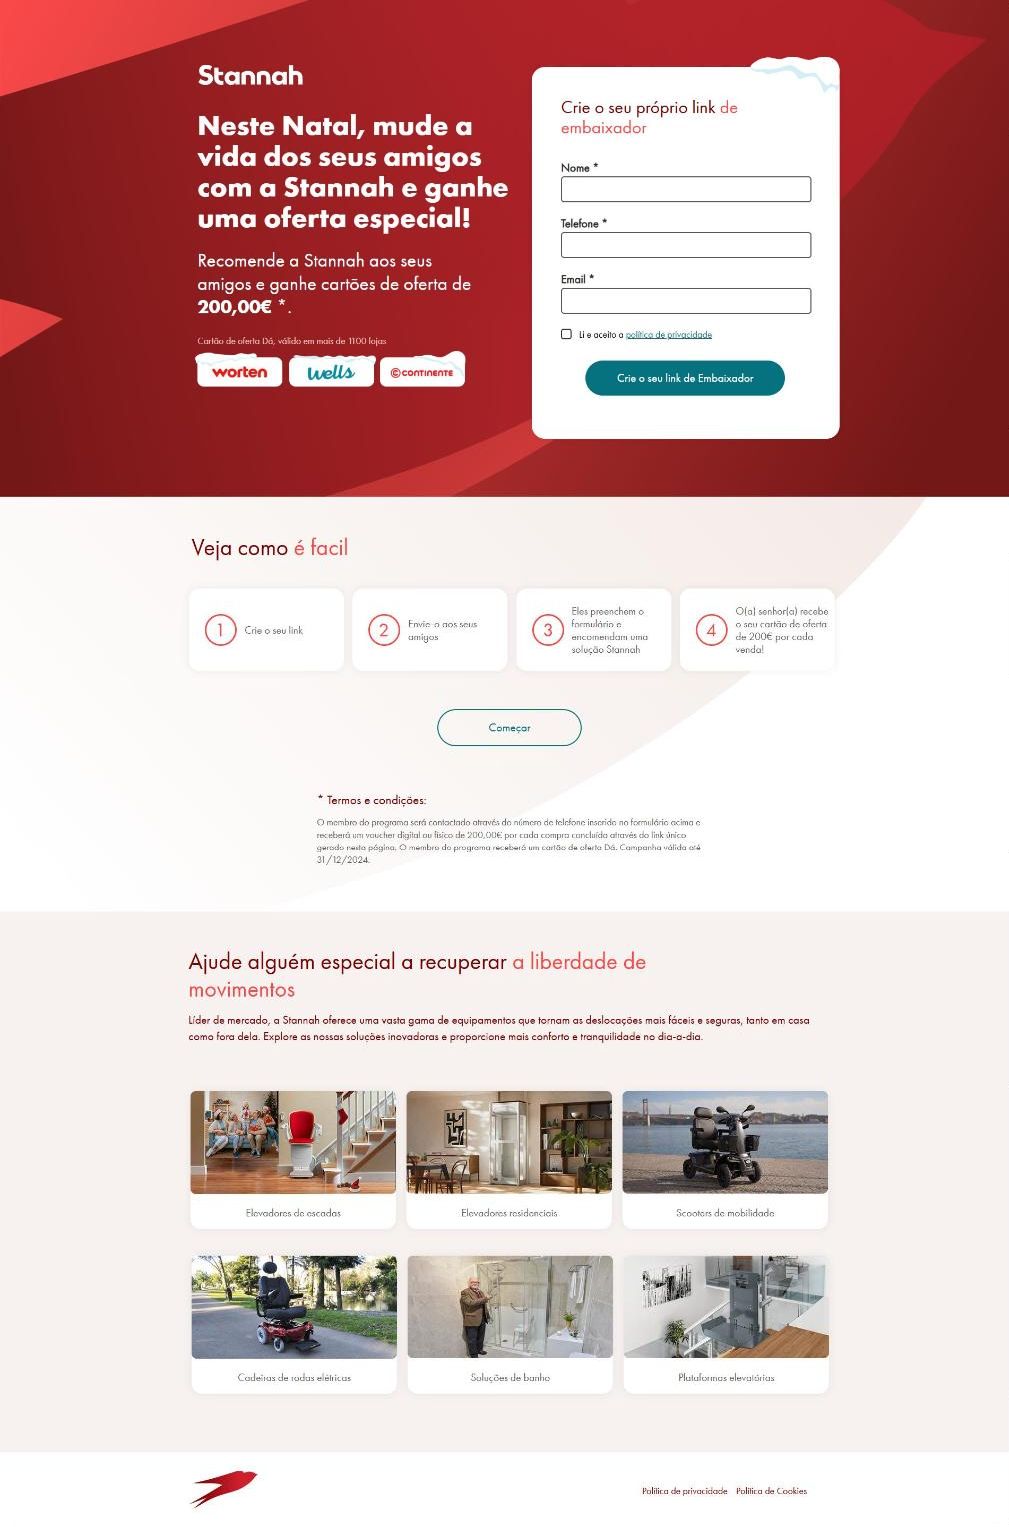 Stannah
Neste Natal, mude a
vida dos seus amigos
com a Stannah e ganhe
uma oferta especial!
Recomende a Stannah aos seus
amigos e ganhe cartões de oferta de
200,00€ *.
Cartão de oferta Dá, válido em mais de 1100 lojas
worten
wells
CONTINENTE
Crie o seu próprio link de
embaixador
Nome *
Telefone *
Email *
Li e aceito a política de privacidade
Crie o seu link de Embaixador
Veja como é facil
1
Crie o seu link
2
Envie-o aos seus
amigos
3
Eles preenchem o
formulário e
encomendam uma
solução Stannah
4
O(a) senhor(a) recebe
o seu cartão de oferta
de 200€ por cada
venda!
Começar
* Termos e condições:
O membro do programa será contactado através do número de telefone inserido no formulário acima e
receberá um voucher digital ou físico de 200,00€ por cada compra concluída através do link único
gerado nesta página. O membro do programa receberá um cartão de oferta Dá. Campanha válida até
31/12/2024.
Ajude alguém especial a recuperar a liberdade de
movimentos
Líder de mercado, a Stannah oferece uma vasta gama de equipamentos que tornam as deslocações mais fáceis e seguras, tanto em casa
como fora dela. Explore as nossas soluções inovadoras e proporcione mais conforto e tranquilidade no dia-a-dia.
Elevadores de escadas
Elevadores residenciais
Scooters de mobilidade
Cadeiras de rodas elétricas
Soluções de banho
Plataformas elevatórias
Política de privacidade
Política de Cookies